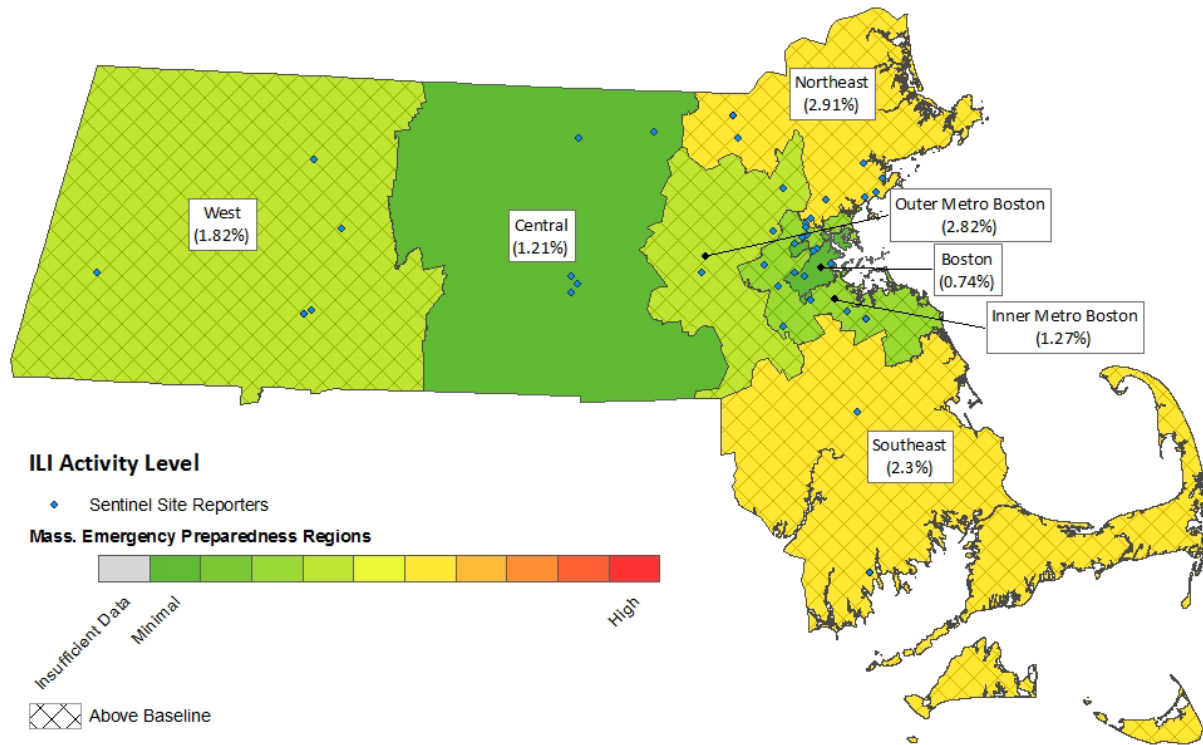 Northeast
(2.91%)
Outer Metro Boston
(2.82%)
West
(1.82%)
Central
(1.21%)
Boston
(0.74%)
Inner Metro Boston
(1.27%)
Southeast
(2.3%)
ILI Activity Level
Sentinel Site Reporters
Mass. Emergency Preparedness Regions
Insufficient Data
Minimal
High
Above Baseline